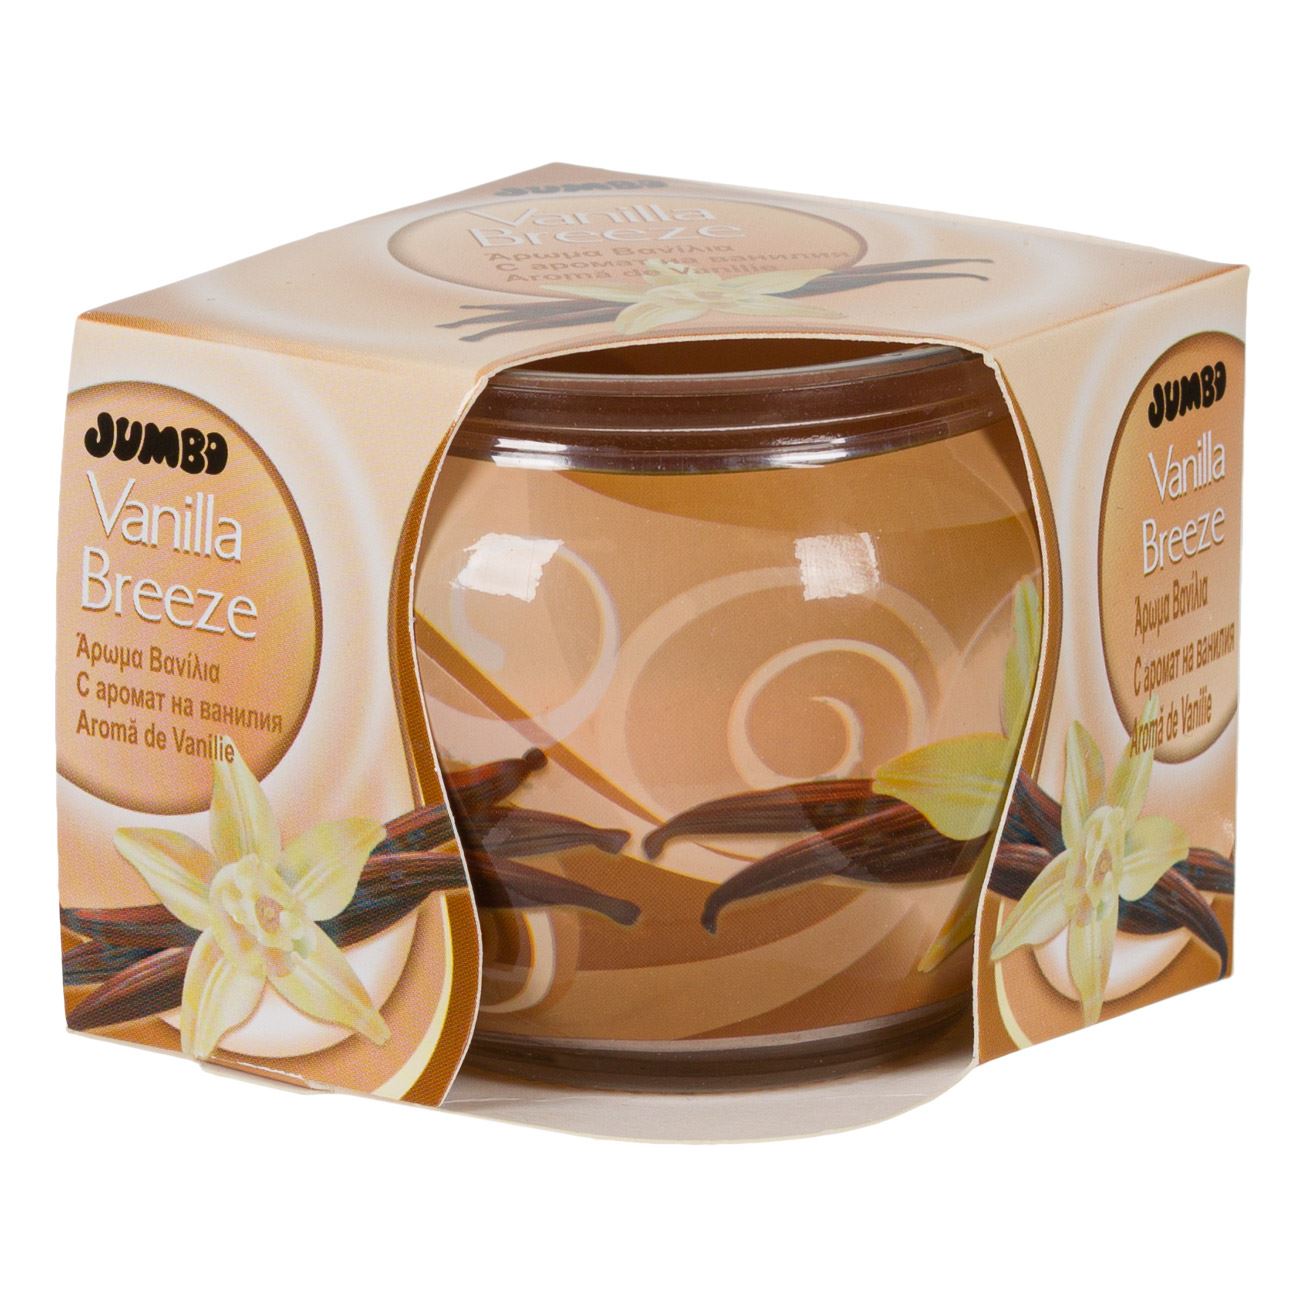 JUMBO
Vanilla
Breeze
Άρωμα Βανίλια
С аромат на ванилия
Aromă de Vanilie
JUMBO
Vanilla
Breeze
Άρωμα Βανίλια
С аромат на ванилия
Aromă de Vanilie
JUMBO
Vanilla
Breeze
Άρωμα Βανίλια
С аромат на ванилия
Aromă de Vanilie